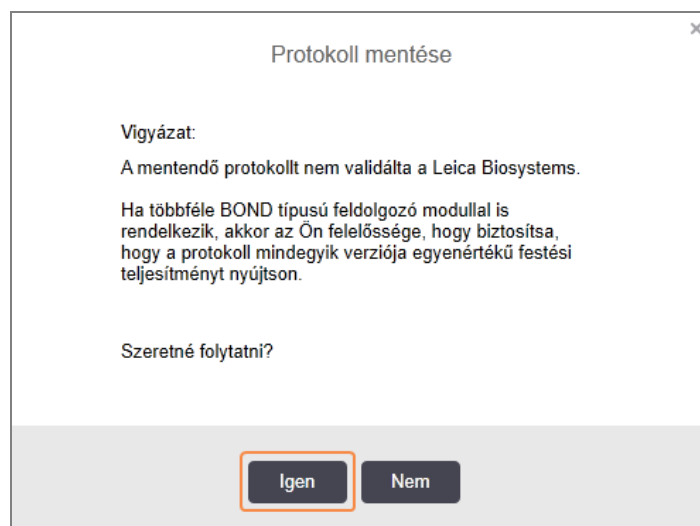 Protokoll mentése
Vigyázat:
A mentendő protokollt nem validálta a Leica Biosystems.
Ha többféle BOND típusú feldolgozó modullal is
rendelkezik, akkor az Ön felelőssége, hogy biztosítsa,
hogy a protokoll mindegyik verziója egyenértékű festési
teljesítményt nyújtson.
Szeretné folytatni?
Igen
Nem